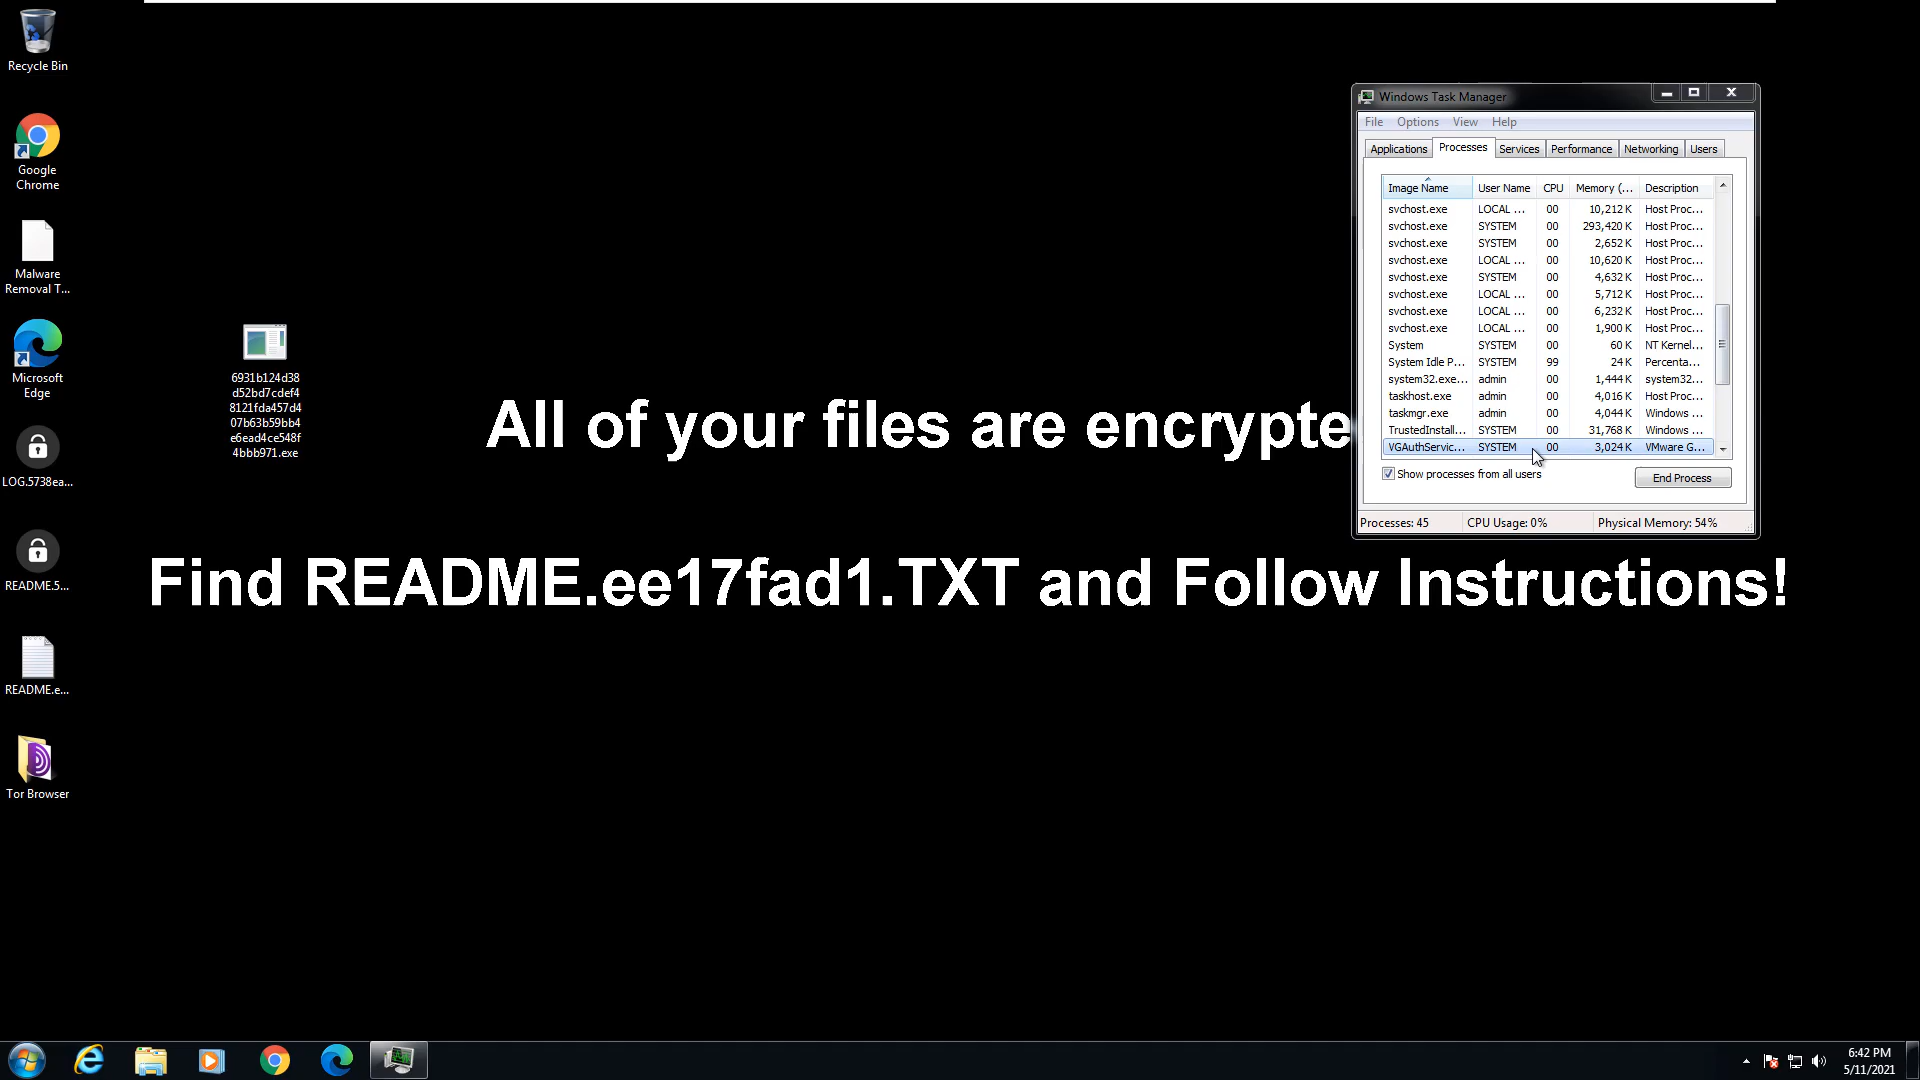 Recycle Bin
Google
Chrome
Malware
Removal T...
Microsoft
Edge
LOG.5738ea...
README.5...
README.e...
Tor Browser
6931b124d38
d52bd7cdef4
8121fda457d4
07b63b59bb4
e6ead4ce548f
4bbb971.exe
All of your files are encrypte
Find README.ee17fad1.TXT and Follow Instructions!
Windows Task Manager
File Options View Help
Applications Processes Services Performance Networking Users
Image Name User Name CPU Memory (... Description
svchost.exe LOCAL ... 00 10,212 K Host Proc...
svchost.exe SYSTEM 00 293,420 K Host Proc...
svchost.exe SYSTEM 00 2,652 K Host Proc...
svchost.exe LOCAL ... 00 10,620 K Host Proc...
svchost.exe SYSTEM 00 4,632 K Host Proc...
svchost.exe LOCAL ... 00 5,712 K Host Proc...
svchost.exe LOCAL ... 00 6,232 K Host Proc...
svchost.exe LOCAL ... 00 1,900 K Host Proc...
System SYSTEM 00 60 K NT Kernel...
System Idle P... SYSTEM 99 24 K Percenta...
system32.exe... admin 00 1,444 K system32...
taskhost.exe admin 00 4,016 K Host Proc...
taskmgr.exe admin 00 4,044 K Windows ...
TrustedInstall... SYSTEM 00 31,768 K Windows ...
VGAuthServic... SYSTEM 00 3,024 K VMware G...
Show processes from all users
End Process
Processes: 45 CPU Usage: 0% Physical Memory: 54%
6:42 PM
5/11/2021